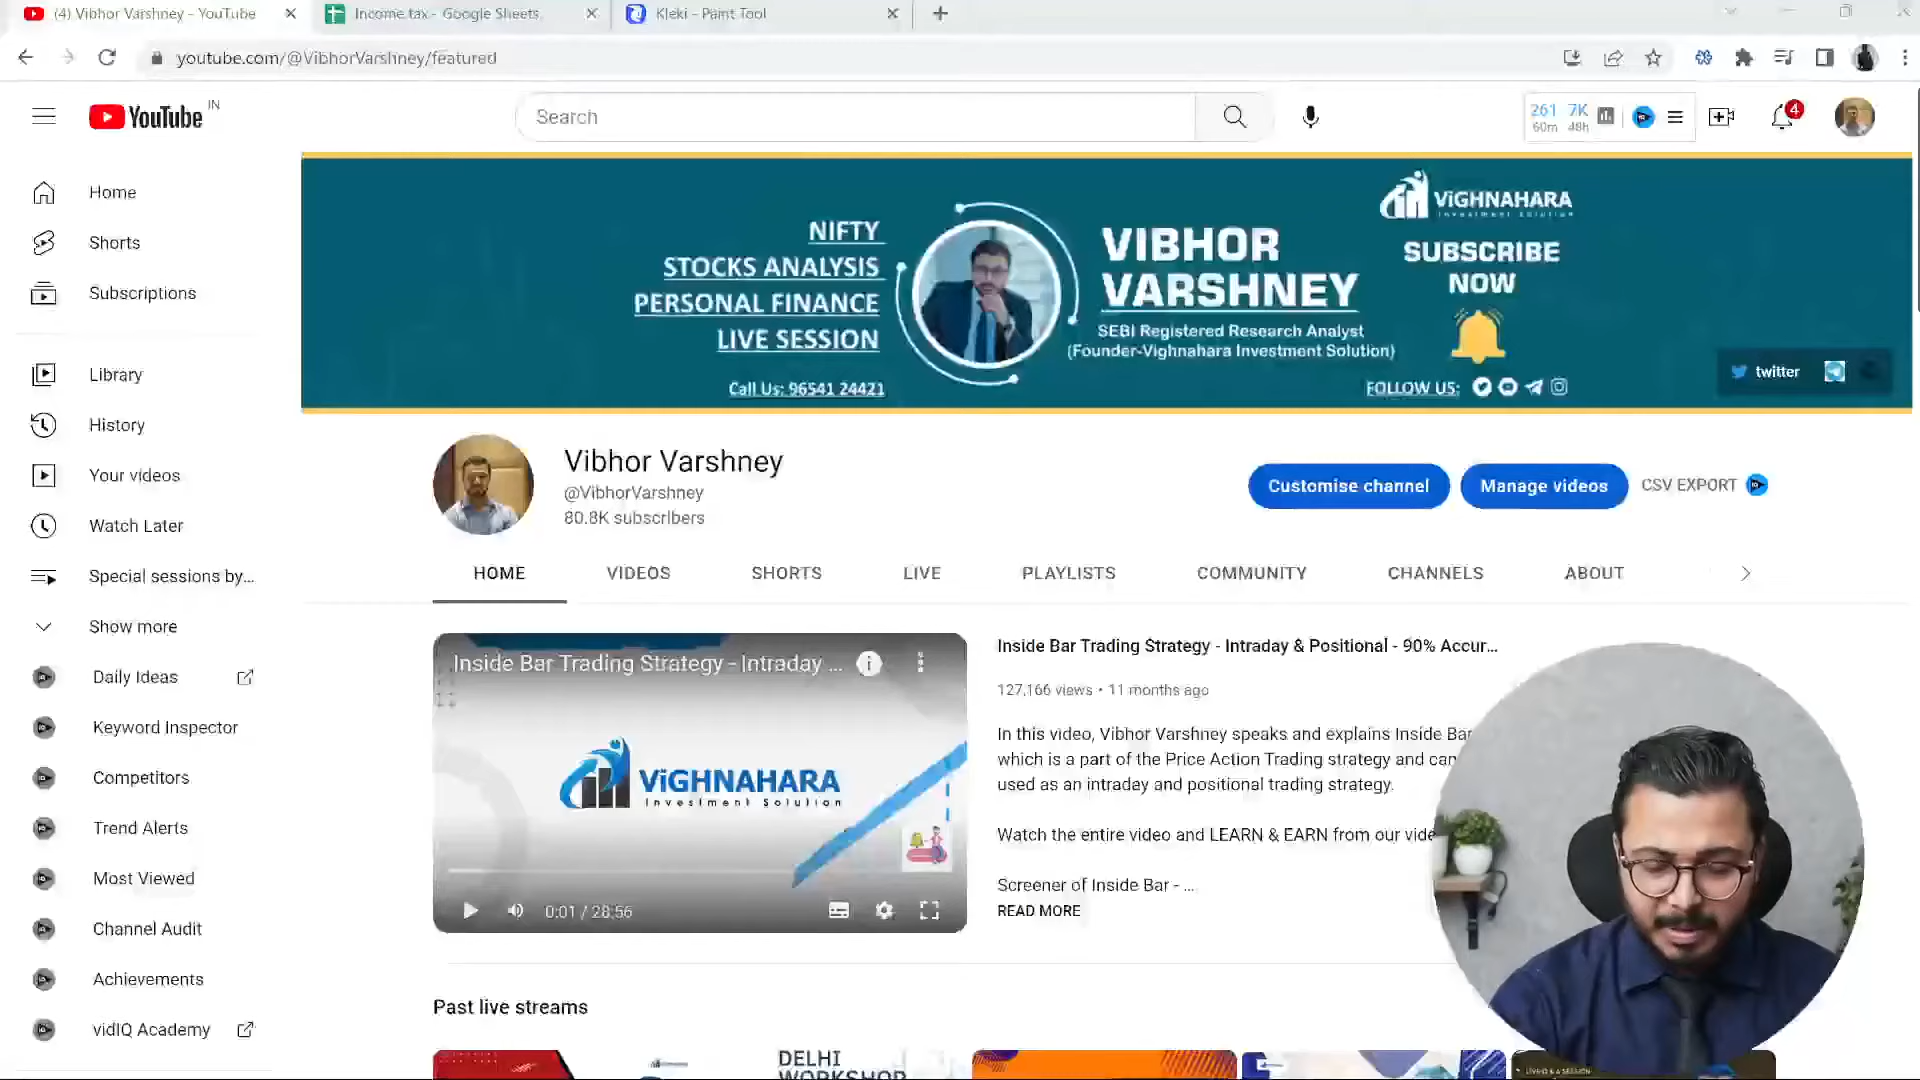 (4) Vibhor Varshney - YouTube
Income tax - Google Sheets
Kleki - Paint Tool
youtube.com/@VibhorVarshney/featured
YouTube IN
Search
261 7K
60m 48h
4
Home
Shorts
Subscriptions
Library
History
Your videos
Watch Later
Special sessions by...
Show more
Daily Ideas
Keyword Inspector
Competitors
Trend Alerts
Most Viewed
Channel Audit
Achievements
vidIQ Academy
NIFTY
STOCKS ANALYSIS
PERSONAL FINANCE
LIVE SESSION
Call Us: 96541 24421
VIBHOR
VARSHNEY
SEBI Registered Research Analyst
(Founder-Vighnahara Investment Solution)
ViGHNAHARA
Investment Solution
SUBSCRIBE
NOW
FOLLOW US:
twitter
Vibhor Varshney
@VibhorVarshney
80.8K subscribers
Customise channel
Manage videos
CSV EXPORT
HOME
VIDEOS
SHORTS
LIVE
PLAYLISTS
COMMUNITY
CHANNELS
ABOUT
Inside Bar Trading Strategy - Intraday ...
ViGHNAHARA
Investment Solution
0:01 / 28:56
Inside Bar Trading Strategy - Intraday & Positional - 90% Accur...
127,166 views • 11 months ago
In this video, Vibhor Varshney speaks and explains Inside Bar
which is a part of the Price Action Trading strategy and can
used as an intraday and positional trading strategy.
Watch the entire video and LEARN & EARN from our vide
Screener of Inside Bar - ...
READ MORE
Past live streams
DELHI
WORKSHOP